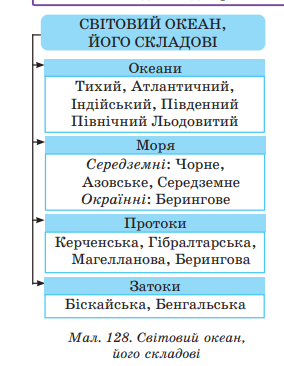 СВІТОВИЙ ОКЕАН,
ЙОГО СКЛАДОВІ
Океани
Тихий, Атлантичний,
Індійський, Південний
Північний Льодовитий
Моря
Середземні: Чорне,
Азовське, Середземне
Окраїнні: Берингове
Протоки
Керченська, Гібралтарська,
Магелланова, Берингова
Затоки
Біскайська, Бенгальська
Мал. 128. Світовий океан,
його складові